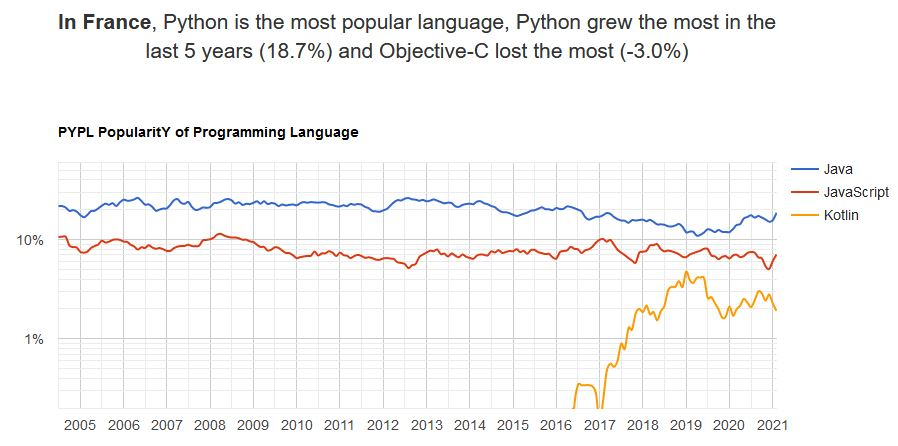 In France, Python is the most popular language, Python grew the most in the
last 5 years (18.7%) and Objective-C lost the most (-3.0%)
PYPL PopularitY of Programming Language
Java
JavaScript
Kotlin
10%
1%
2005 2006 2007 2008 2009 2010 2011 2012 2013 2014 2015 2016 2017 2018 2019 2020 2021